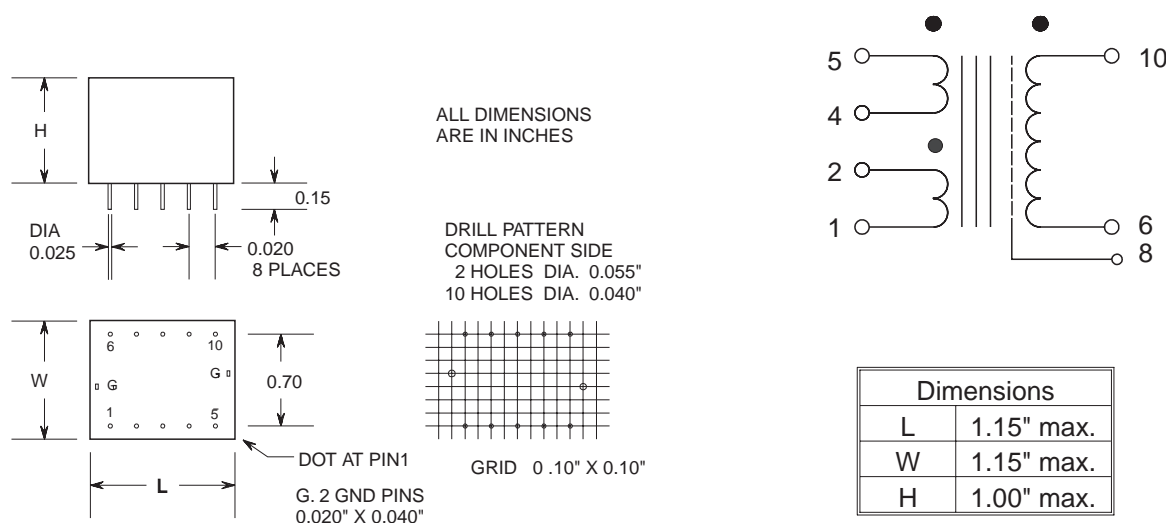 H
ALL DIMENSIONS
ARE IN INCHES
0.15
DIA
0.025
0.020
8 PLACES
DRILL PATTERN
COMPONENT SIDE
2 HOLES DIA. 0.055"
10 HOLES DIA. 0.040"
W
6
10
G
G
1
5
0.70
L
DOT AT PIN1
G. 2 GND PINS
0.020" X 0.040"
GRID 0 .10" X 0.10"
5
4
2
1
10
6
8
Dimensions
L 1.15" max.
W 1.15" max.
H 1.00" max.